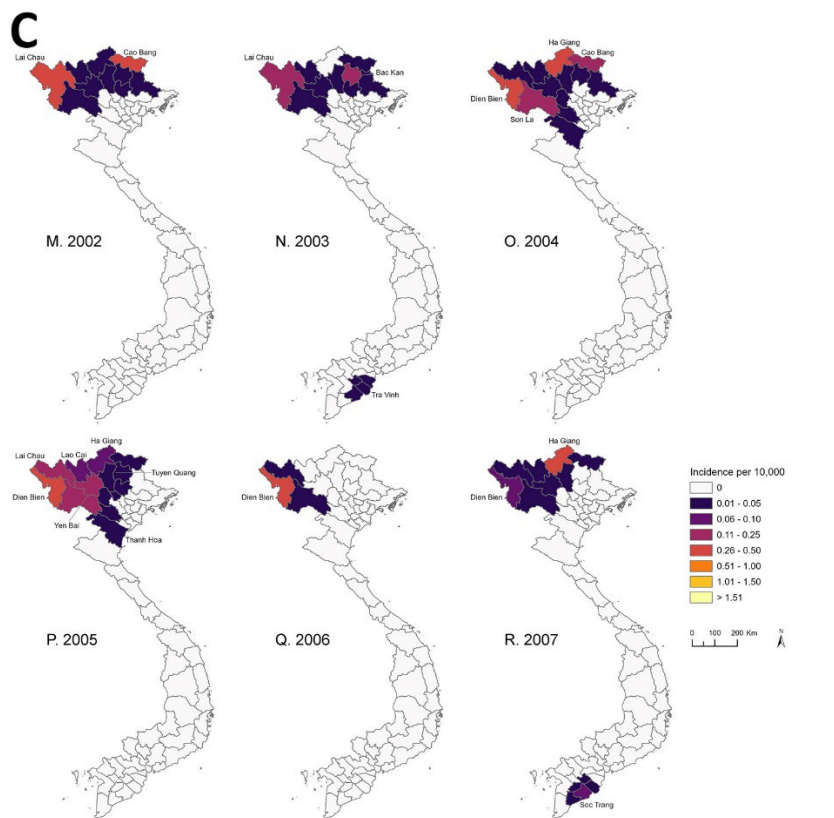 C
Lai Chau
Cao Bang
M. 2002
Lai Chau
Bac Kan
N. 2003
Tra Vinh
Ha Giang
Cao Bang
Dien Bien
Son La
O. 2004
Ha Giang
Lai Chau
Lao Cai
Tuyen Quang
Dien Bien
Yen Bai
Thanh Hoa
P. 2005
Dien Bien
Q. 2006
Ha Giang
Dien Bien
R. 2007
Soc Trang
Incidence per 10,000
0
0.01 - 0.05
0.06 - 0.10
0.11 - 0.25
0.26 - 0.50
0.51 - 1.00
1.01 - 1.50
> 1.51
0 100 200 Km
N